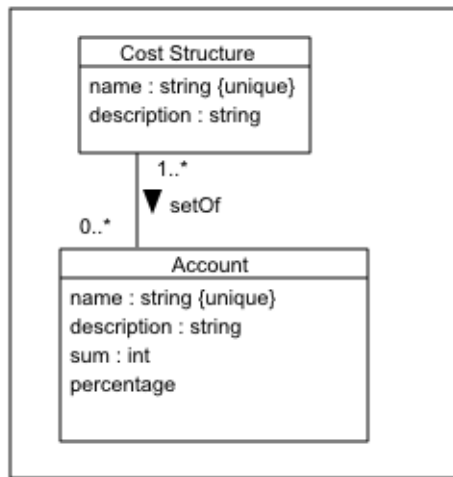 Cost Structure
name : string {unique}
description : string
1..*
setOf
0..*
Account
name : string {unique}
description : string
sum : int
percentage